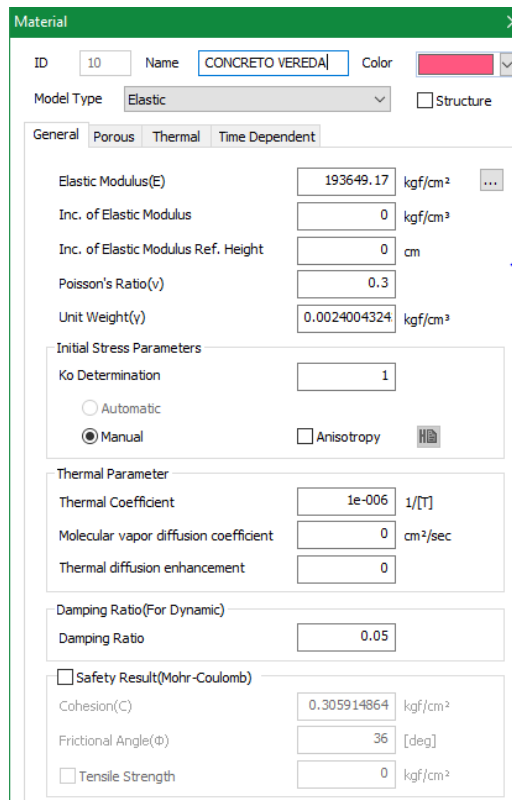 Material
ID 10 Name CONCRETO VEREDA Color
Model Type Elastic Structure
General Porous Thermal Time Dependent
Elastic Modulus(E) 193649.17 kgf/cm² ...
Inc. of Elastic Modulus 0 kgf/cm³
Inc. of Elastic Modulus Ref. Height 0 cm
Poisson's Ratio(ν) 0.3
Unit Weight(γ) 0.0024004324 kgf/cm³
Initial Stress Parameters
Ko Determination 1
Automatic
Manual Anisotropy
Thermal Parameter
Thermal Coefficient 1e-006 1/[T]
Molecular vapor diffusion coefficient 0 cm²/sec
Thermal diffusion enhancement 0
Damping Ratio(For Dynamic)
Damping Ratio 0.05
Safety Result(Mohr-Coulomb)
Cohesion(C) 0.305914864 kgf/cm²
Frictional Angle(Φ) 36 [deg]
Tensile Strength 0 kgf/cm²